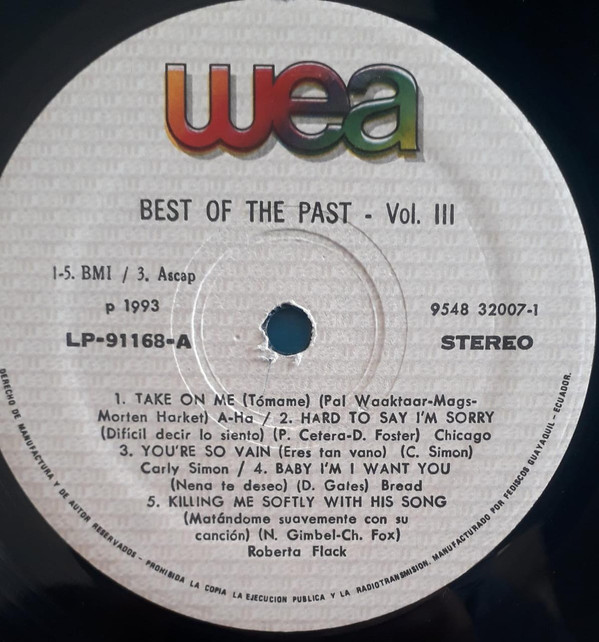 wea
BEST OF THE PAST - Vol. III
1-5. BMI / 3. Ascap
p 1993
9548 32007-1
LP-91168-A
STEREO
1. TAKE ON ME (Tómame) (Pal Waaktaar-Mags-
Morten Harket) A-Ha / 2. HARD TO SAY I'M SORRY
(Difícil decir lo siento) (P. Cetera-D. Foster) Chicago
3. YOU'RE SO VAIN (Eres tan vano) (C. Simon)
Carly Simon / 4. BABY I'M I WANT YOU
(Nena te deseo) (D. Gates) Bread
5. KILLING ME SOFTLY WITH HIS SONG
(Matándome suavemente con su
canción) (N. Gimbel-Ch. Fox)
Roberta Flack
DERECHO DE MANUFACTURA Y DE AUTOR RESERVADOS - PROHIBIDA LA COPIA LA EJECUCION PUBLICA Y LA RADIOTRANSMISION. MANUFACTURADO POR FEDISCOS GUAYAQUIL - ECUADOR.